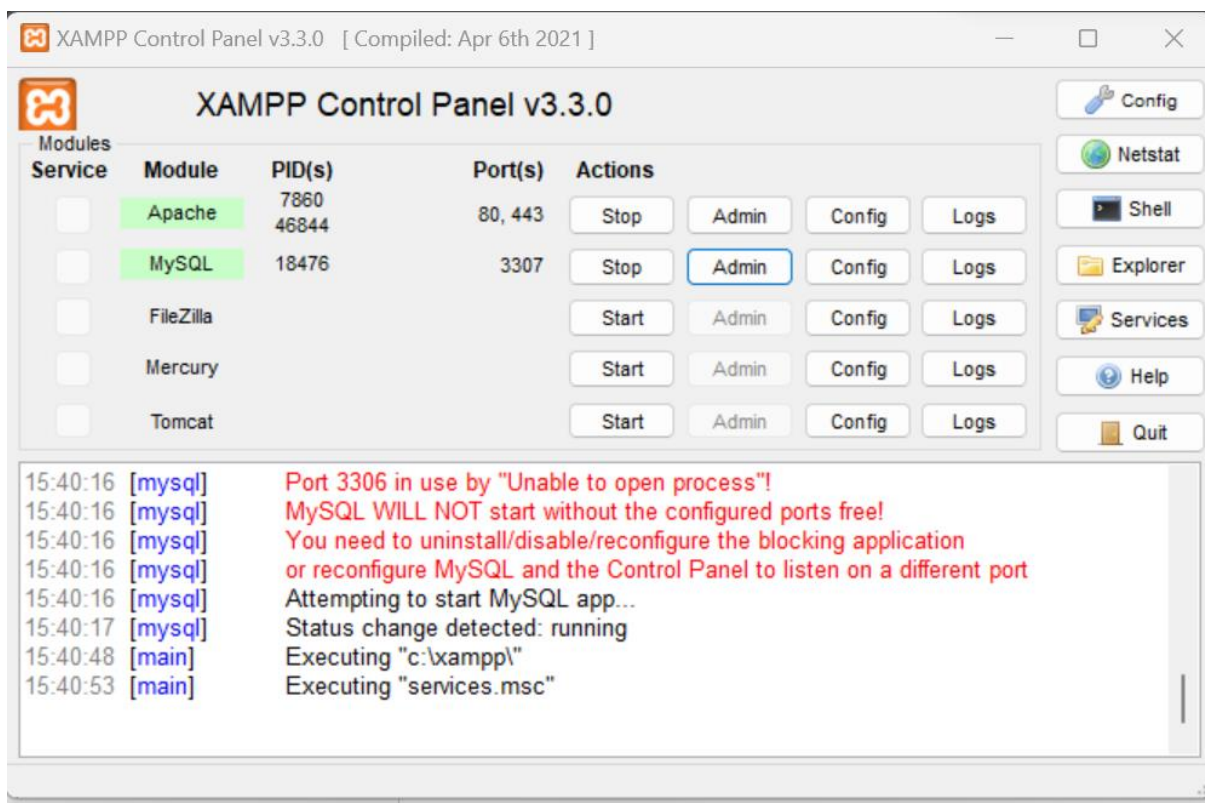 XAMPP Control Panel v3.3.0 [ Compiled: Apr 6th 2021 ]
XAMPP Control Panel v3.3.0
Config
Modules
Service Module PID(s) Port(s) Actions
Netstat
Apache 7860 46844 80, 443 Stop Admin Config Logs
Shell
MySQL 18476 3307 Stop Admin Config Logs
Explorer
FileZilla Start Admin Config Logs
Services
Mercury Start Admin Config Logs
Help
Tomcat Start Admin Config Logs
Quit
15:40:16 [mysql] Port 3306 in use by "Unable to open process"!
15:40:16 [mysql] MySQL WILL NOT start without the configured ports free!
15:40:16 [mysql] You need to uninstall/disable/reconfigure the blocking application
15:40:16 [mysql] or reconfigure MySQL and the Control Panel to listen on a different port
15:40:16 [mysql] Attempting to start MySQL app...
15:40:17 [mysql] Status change detected: running
15:40:48 [main] Executing "c:\xampp\"
15:40:53 [main] Executing "services.msc"